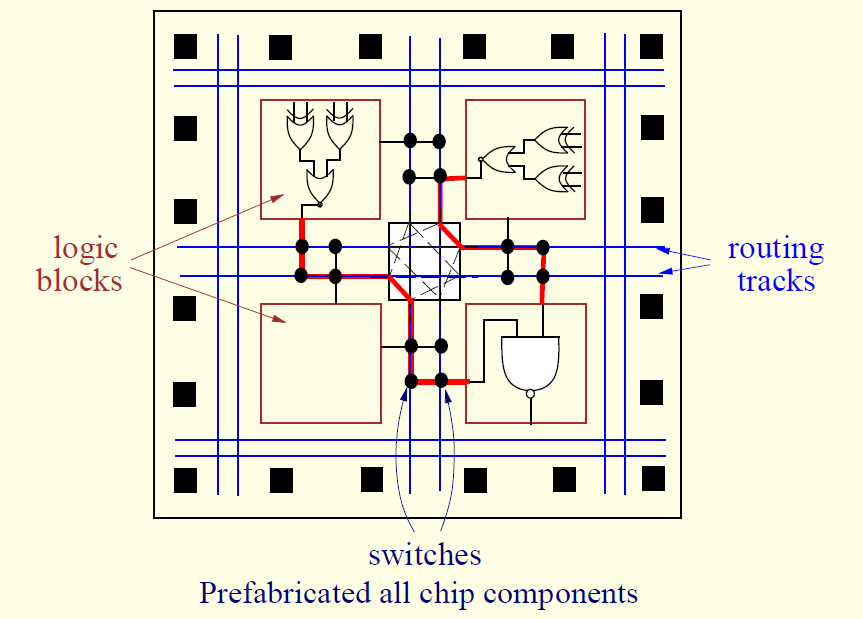 logic
blocks
routing
tracks
switches
Prefabricated all chip components